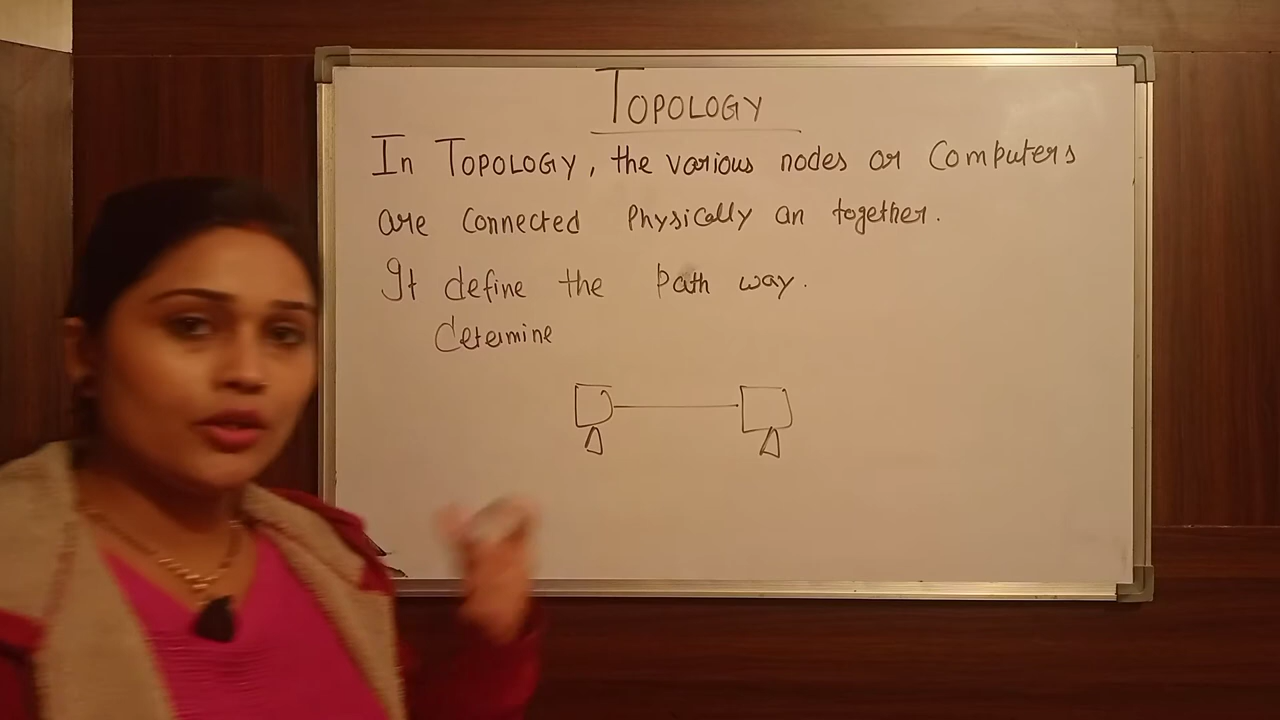 TOPOLOGY
In TOPOLOGY, the various nodes or Computers
are Connected Physically an together.
It define the Path way.
Determine